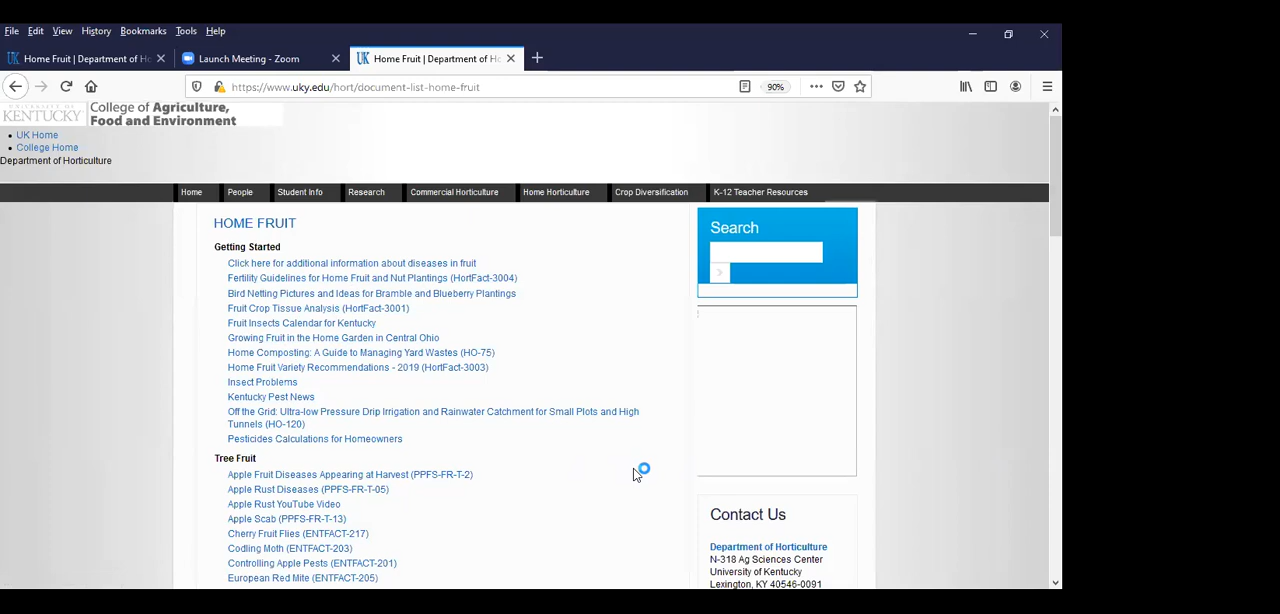 File Edit View History Bookmarks Tools Help
Home Fruit | Department of Ho
Launch Meeting - Zoom
Home Fruit | Department of Ho
https://www.uky.edu/hort/document-list-home-fruit
90%
UNIVERSITY OF KENTUCKY
College of Agriculture,
Food and Environment
UK Home
College Home
Department of Horticulture
Home People Student Info Research Commercial Horticulture Home Horticulture Crop Diversification K-12 Teacher Resources
HOME FRUIT
Getting Started
Click here for additional information about diseases in fruit
Fertility Guidelines for Home Fruit and Nut Plantings (HortFact-3004)
Bird Netting Pictures and Ideas for Bramble and Blueberry Plantings
Fruit Crop Tissue Analysis (HortFact-3001)
Fruit Insects Calendar for Kentucky
Growing Fruit in the Home Garden in Central Ohio
Home Composting: A Guide to Managing Yard Wastes (HO-75)
Home Fruit Variety Recommendations - 2019 (HortFact-3003)
Insect Problems
Kentucky Pest News
Off the Grid: Ultra-low Pressure Drip Irrigation and Rainwater Catchment for Small Plots and High
Tunnels (HO-120)
Pesticides Calculations for Homeowners
Tree Fruit
Apple Fruit Diseases Appearing at Harvest (PPFS-FR-T-2)
Apple Rust Diseases (PPFS-FR-T-05)
Apple Rust YouTube Video
Apple Scab (PPFS-FR-T-13)
Cherry Fruit Flies (ENTFACT-217)
Codling Moth (ENTFACT-203)
Controlling Apple Pests (ENTFACT-201)
European Red Mite (ENTFACT-205)
Search
Contact Us
Department of Horticulture
N-318 Ag Sciences Center
University of Kentucky
Lexington, KY 40546-0091